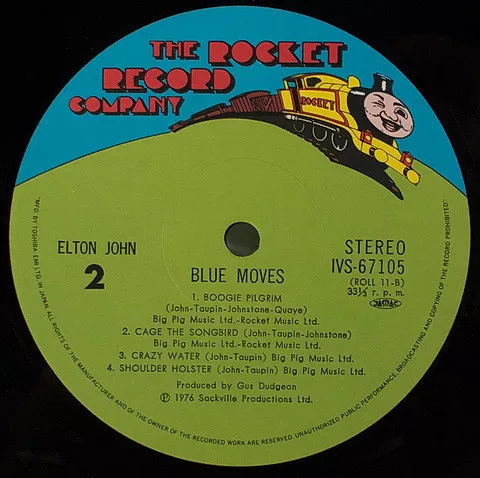 THE ROCKET
RECORD
COMPANY
ROCKET
ELTON JOHN
2
BLUE MOVES
STEREO
IVS-67105
(ROLL 11-B)
33⅓ r. p. m.
JASRAC
1. BOOGIE PILGRIM
(John-Taupin-Johnstone-Quaye)
Big Pig Music Ltd.-Rocket Music Ltd.
2. CAGE THE SONGBIRD (John-Taupin-Johnstone)
Big Pig Music Ltd.-Rocket Music Ltd.
3. CRAZY WATER (John-Taupin) Big Pig Music Ltd.
4. SHOULDER HOLSTER (John-Taupin) Big Pig Music Ltd.
Produced by Gus Dudgeon
℗ 1976 Sackville Productions Ltd.
"MFD. BY TOSHIBA EMI LTD. IN JAPAN. ALL RIGHTS OF THE MANUFACTURER AND OF THE OWNER OF THE RECORDED WORK ARE RESERVED. UNAUTHORIZED PUBLIC PERFORMANCE, BROADCASTING AND COPYING OF THE RECORD PROHIBITED"